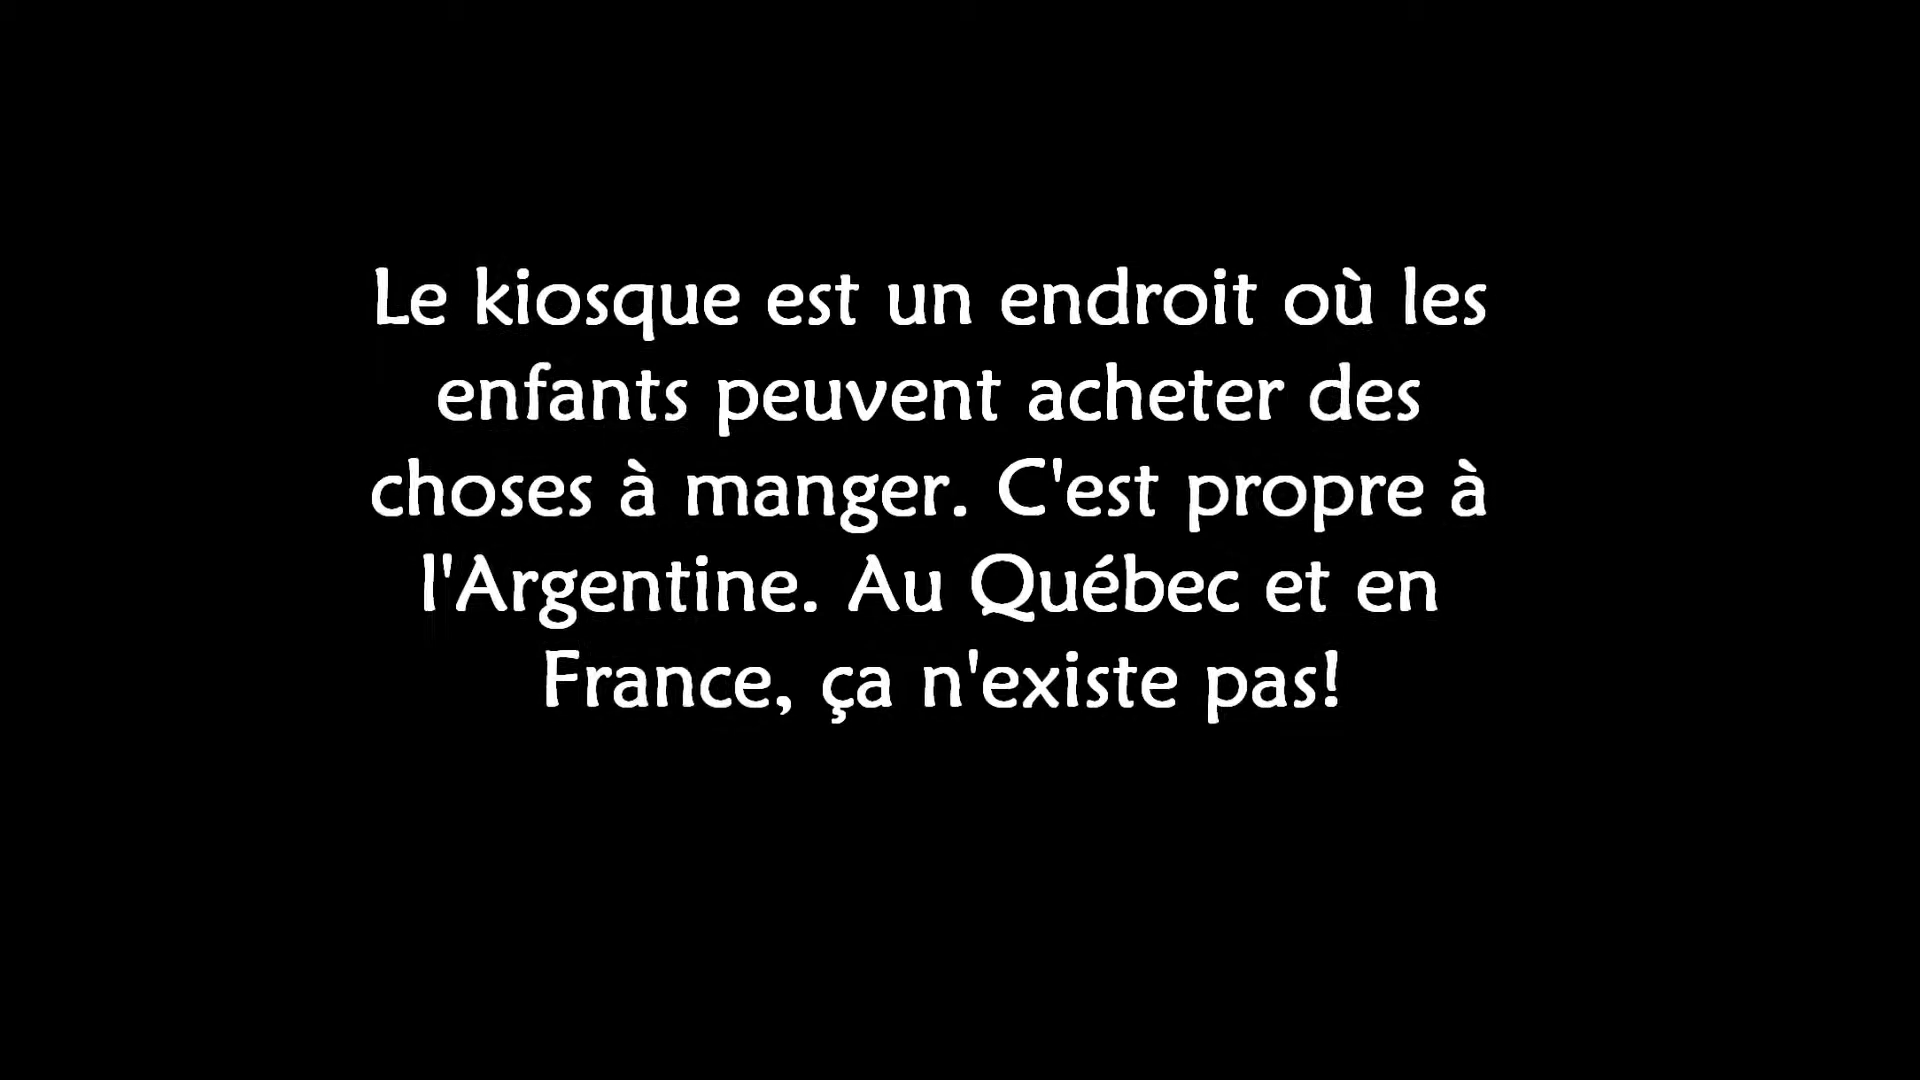 Le kiosque est un endroit où les
enfants peuvent acheter des
choses à manger. C'est propre à
l'Argentine. Au Québec et en
France, ça n'existe pas!